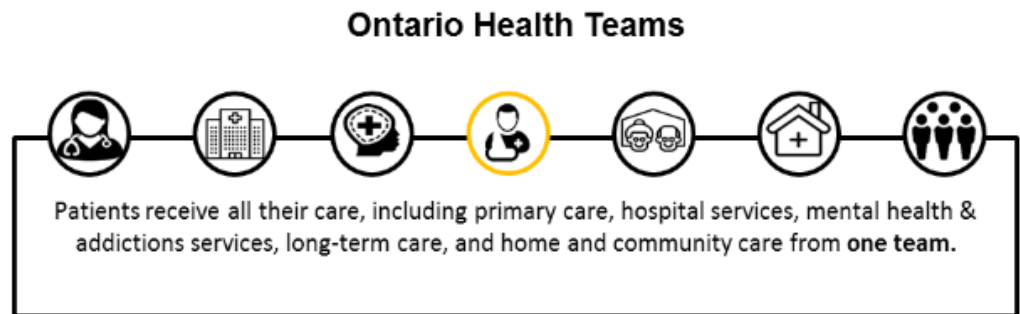 Ontario Health Teams
Patients receive all their care, including primary care, hospital services, mental health &
addictions services, long-term care, and home and community care from one team.